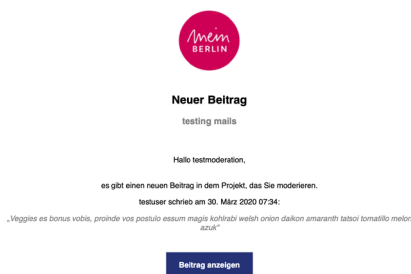 mein
BERLIN
Neuer Beitrag
testing mails
Hallo testmoderation,
es gibt einen neuen Beitrag in dem Projekt, das Sie moderieren.
testuser schrieb am 30. März 2020 07:34:
„Veggies es bonus vobis, proinde vos postulo essum magis kohlrabi welsh onion daikon amaranth tatsoi tomatillo melon
azuk“
Beitrag anzeigen